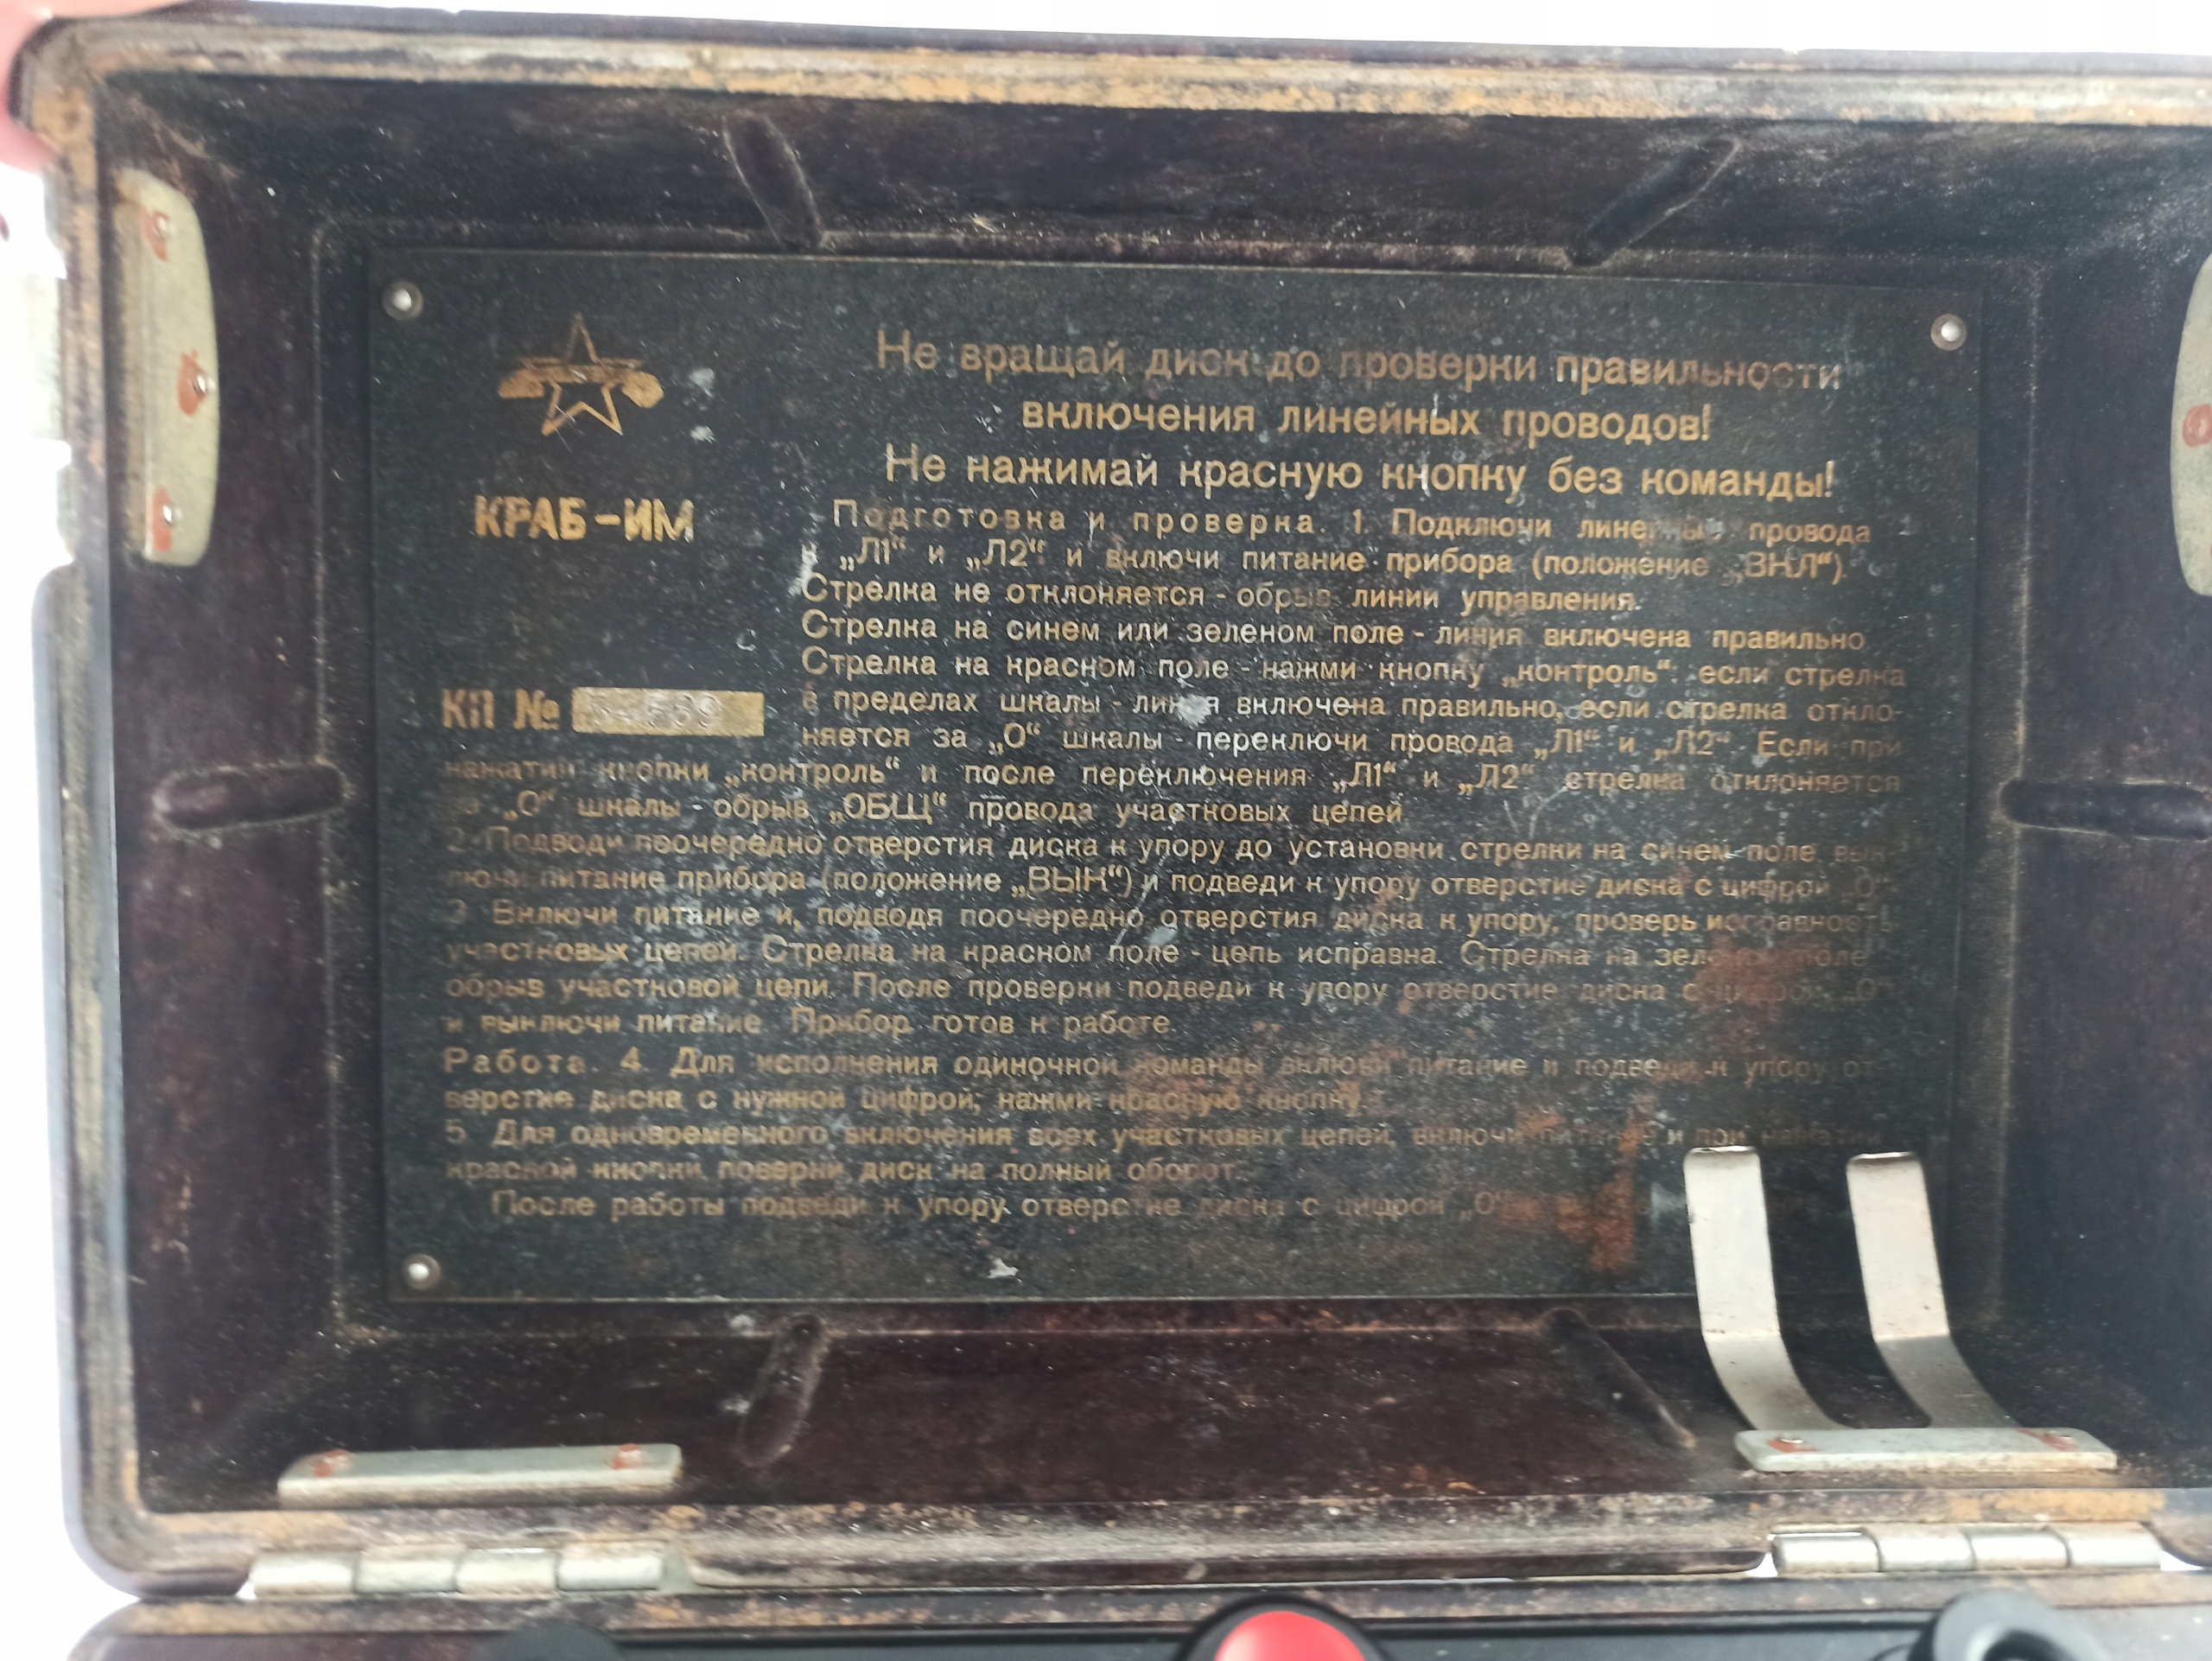 Не вращай диск до проверки правильности
включения линейных проводов!
Не нажимай красную кнопку без команды!
КРАБ-ИМ
КП №
Подготовка и проверка. 1. Подключи провода
к „Л1“ и „Л2“ и включи питание прибора (положение „ВКЛ“).
Стрелка не отклоняется - обрыв линии управления.
Стрелка на синем или зеленом поле - линия включена правильно
Стрелка на красном поле - нажми кнопку „контроль“: если стрелка
в пределах шкалы - линия включена правильно, если стрелка откло-
няется за „О“ шкалы - переключи провода „Л1“ и „Л2“. Если при
нажатии кнопки „контроль“ и после переключения „Л1“ и „Л2“ стрелка отклоняется
за „О“ шкалы - обрыв „ОБЩ“ провода участковых цепей
2. Подводи поочередно отверстия диска к упору до установки стрелки на синем поле, вык-
лючи питание прибора (положение „ВЫК“) и подведи к упору отверстие диска с цифрой „О“
3. Включи питание и, подводя поочередно отверстия диска к упору, проверь исправность
участковых цепей. Стрелка на красном поле - цепь исправна. Стрелка на зеленом поле
обрыв участковой цепи. После проверки подведи к упору отверстие диска с цифрой „О“
и выключи питание. Прибор готов к работе.
Работа. 4. Для исполнения одиночной команды включи питание и подведи к упору от-
верстие диска с нужной цифрой; нажми красную кнопку.
5. Для одновременного включения всех участковых цепей, включи питание и при нажатии
красной кнопки поверни диск на полный оборот.
После работы подведи к упору отверстие диска с цифрой „О“